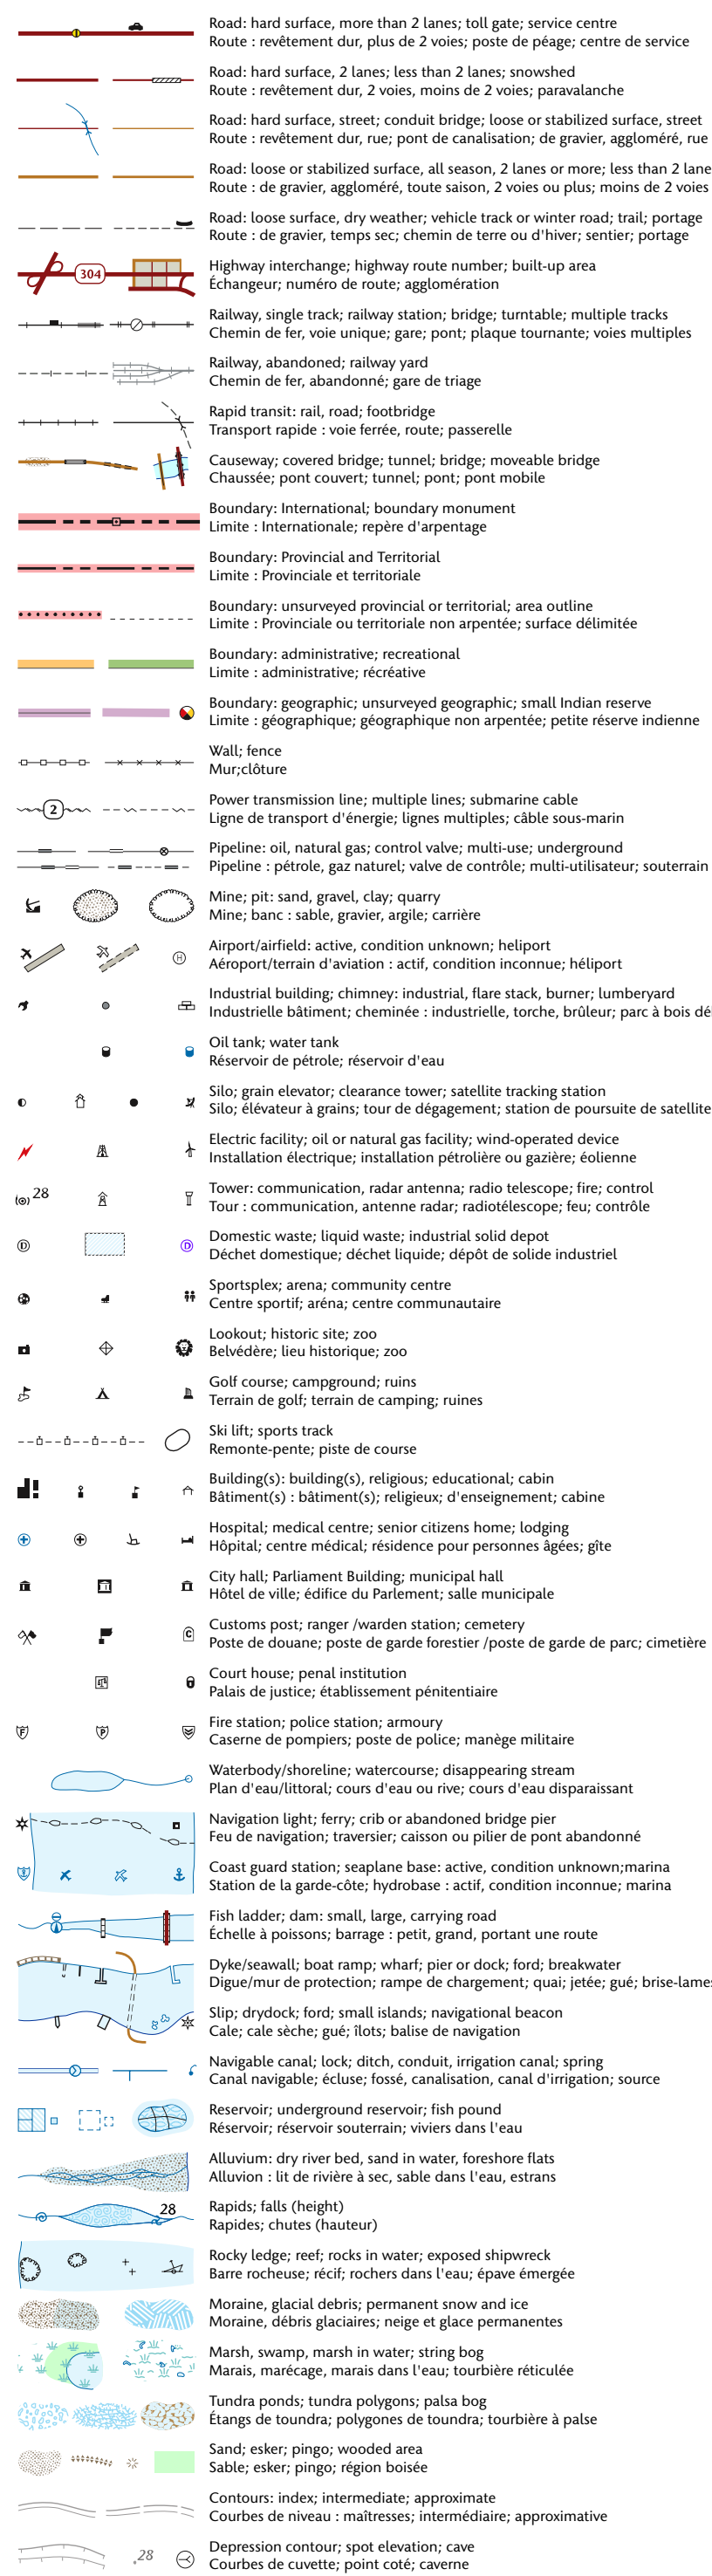 Road: hard surface, more than 2 lanes; toll gate; service centre
Route : revêtement dur, plus de 2 voies; poste de péage; centre de service
Road: hard surface, 2 lanes; less than 2 lanes; snowshed
Route : revêtement dur, 2 voies, moins de 2 voies; paravalanche
Road: hard surface, street; conduit bridge; loose or stabilized surface, street
Route : revêtement dur, rue; pont de canalisation; de gravier, aggloméré, rue
Road: loose or stabilized surface, all season, 2 lanes or more; less than 2 lane
Route : de gravier, aggloméré, toute saison, 2 voies ou plus; moins de 2 voies
Road: loose surface, dry weather; vehicle track or winter road; trail; portage
Route : de gravier, temps sec; chemin de terre ou d'hiver; sentier; portage
304
Highway interchange; highway route number; built-up area
Échangeur; numéro de route; agglomération
Railway, single track; railway station; bridge; turntable; multiple tracks
Chemin de fer, voie unique; gare; pont; plaque tournante; voies multiples
Railway, abandoned; railway yard
Chemin de fer, abandonné; gare de triage
Rapid transit: rail, road; footbridge
Transport rapide : voie ferrée, route; passerelle
Causeway; covered bridge; tunnel; bridge; moveable bridge
Chaussée; pont couvert; tunnel; pont; pont mobile
Boundary: International; boundary monument
Limite : Internationale; repère d'arpentage
Boundary: Provincial and Territorial
Limite : Provinciale et territoriale
Boundary: unsurveyed provincial or territorial; area outline
Limite : Provinciale ou territoriale non arpentée; surface délimitée
Boundary: administrative; recreational
Limite : administrative; récréative
Boundary: geographic; unsurveyed geographic; small Indian reserve
Limite : géographique; géographique non arpentée; petite réserve indienne
Wall; fence
Mur;clôture
2
Power transmission line; multiple lines; submarine cable
Ligne de transport d'énergie; lignes multiples; câble sous-marin
Pipeline: oil, natural gas; control valve; multi-use; underground
Pipeline : pétrole, gaz naturel; valve de contrôle; multi-utilisateur; souterrain
Mine; pit: sand, gravel, clay; quarry
Mine; banc : sable, gravier, argile; carrière
H
Airport/airfield: active, condition unknown; heliport
Aéroport/terrain d'aviation : actif, condition inconnue; héliport
Industrial building; chimney: industrial, flare stack, burner; lumberyard
Industrielle bâtiment; cheminée : industrielle, torche, brûleur; parc à bois dé
Oil tank; water tank
Réservoir de pétrole; réservoir d'eau
Silo; grain elevator; clearance tower; satellite tracking station
Silo; élévateur à grains; tour de dégagement; station de poursuite de satellite
Electric facility; oil or natural gas facility; wind-operated device
Installation électrique; installation pétrolière ou gazière; éolienne
28
Tower: communication, radar antenna; radio telescope; fire; control
Tour : communication, antenne radar; radiotélescope; feu; contrôle
D D
Domestic waste; liquid waste; industrial solid depot
Déchet domestique; déchet liquide; dépôt de solide industriel
Sportsplex; arena; community centre
Centre sportif; aréna; centre communautaire
Lookout; historic site; zoo
Belvédère; lieu historique; zoo
Golf course; campground; ruins
Terrain de golf; terrain de camping; ruines
Ski lift; sports track
Remonte-pente; piste de course
Building(s): building(s), religious; educational; cabin
Bâtiment(s) : bâtiment(s); religieux; d'enseignement; cabine
Hospital; medical centre; senior citizens home; lodging
Hôpital; centre médical; résidence pour personnes âgées; gîte
City hall; Parliament Building; municipal hall
Hôtel de ville; édifice du Parlement; salle municipale
C
Customs post; ranger /warden station; cemetery
Poste de douane; poste de garde forestier /poste de garde de parc; cimetière
Court house; penal institution
Palais de justice; établissement pénitentiaire
F P
Fire station; police station; armoury
Caserne de pompiers; poste de police; manège militaire
Waterbody/shoreline; watercourse; disappearing stream
Plan d'eau/littoral; cours d'eau ou rive; cours d'eau disparaissant
Navigation light; ferry; crib or abandoned bridge pier
Feu de navigation; traversier; caisson ou pilier de pont abandonné
Coast guard station; seaplane base: active, condition unknown;marina
Station de la garde-côte; hydrobase : actif, condition inconnue; marina
Fish ladder; dam: small, large, carrying road
Échelle à poissons; barrage : petit, grand, portant une route
Dyke/seawall; boat ramp; wharf; pier or dock; ford; breakwater
Digue/mur de protection; rampe de chargement; quai; jetée; gué; brise-lames
Slip; drydock; ford; small islands; navigational beacon
Cale; cale sèche; gué; îlots; balise de navigation
Navigable canal; lock; ditch, conduit, irrigation canal; spring
Canal navigable; écluse; fossé, canalisation, canal d'irrigation; source
Reservoir; underground reservoir; fish pound
Réservoir; réservoir souterrain; viviers dans l'eau
Alluvium: dry river bed, sand in water, foreshore flats
Alluvion : lit de rivière à sec, sable dans l'eau, estrans
28
Rapids; falls (height)
Rapides; chutes (hauteur)
Rocky ledge; reef; rocks in water; exposed shipwreck
Barre rocheuse; récif; rochers dans l'eau; épave émergée
Moraine, glacial debris; permanent snow and ice
Moraine, débris glaciaires; neige et glace permanentes
Marsh, swamp, marsh in water; string bog
Marais, marécage, marais dans l'eau; tourbière réticulée
Tundra ponds; tundra polygons; palsa bog
Étangs de toundra; polygones de toundra; tourbière à palse
Sand; esker; pingo; wooded area
Sable; esker; pingo; région boisée
Contours: index; intermediate; approximate
Courbes de niveau : maîtresses; intermédiaire; approximative
28
Depression contour; spot elevation; cave
Courbes de cuvette; point coté; caverne